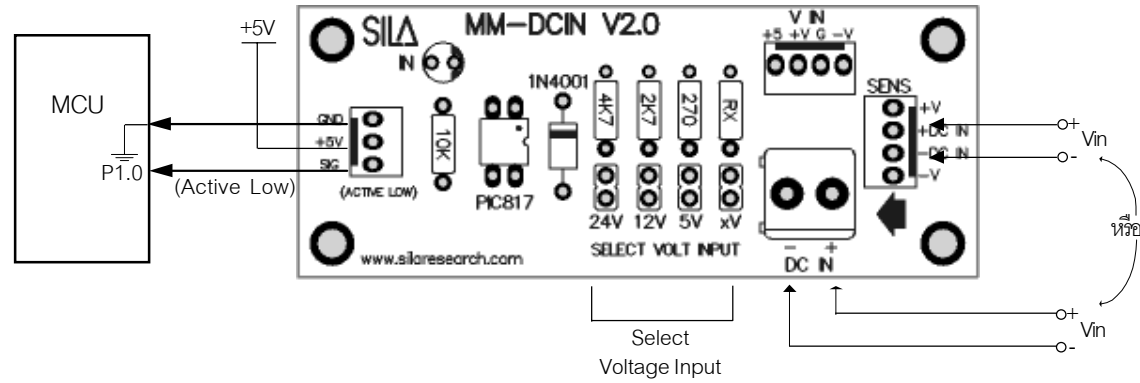 +5V
MCU
GND
+5V
SIG
P1.0
(Active Low)
(ACTIVE LOW)
SILA
MM-DCIN V2.0
IN
10K
PIC817
1N4001
4K7
2K7
270
RX
24V 12V 5V xV
SELECT VOLT INPUT
www.silaresearch.com
V IN
+5 +V G -V
SENS
+V
+DC IN
-DC IN
-V
- +
DC IN
+
Vin
-
หรือ
+
Vin
-
Select
Voltage Input